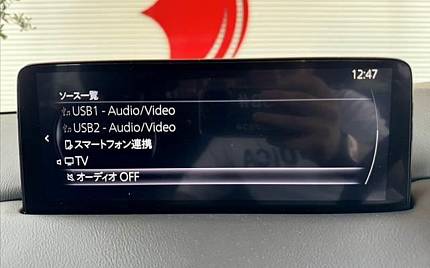 12:47
ソース一覧
USB1 - Audio/Video
USB2 - Audio/Video
スマートフォン連携
TV
オーディオ OFF